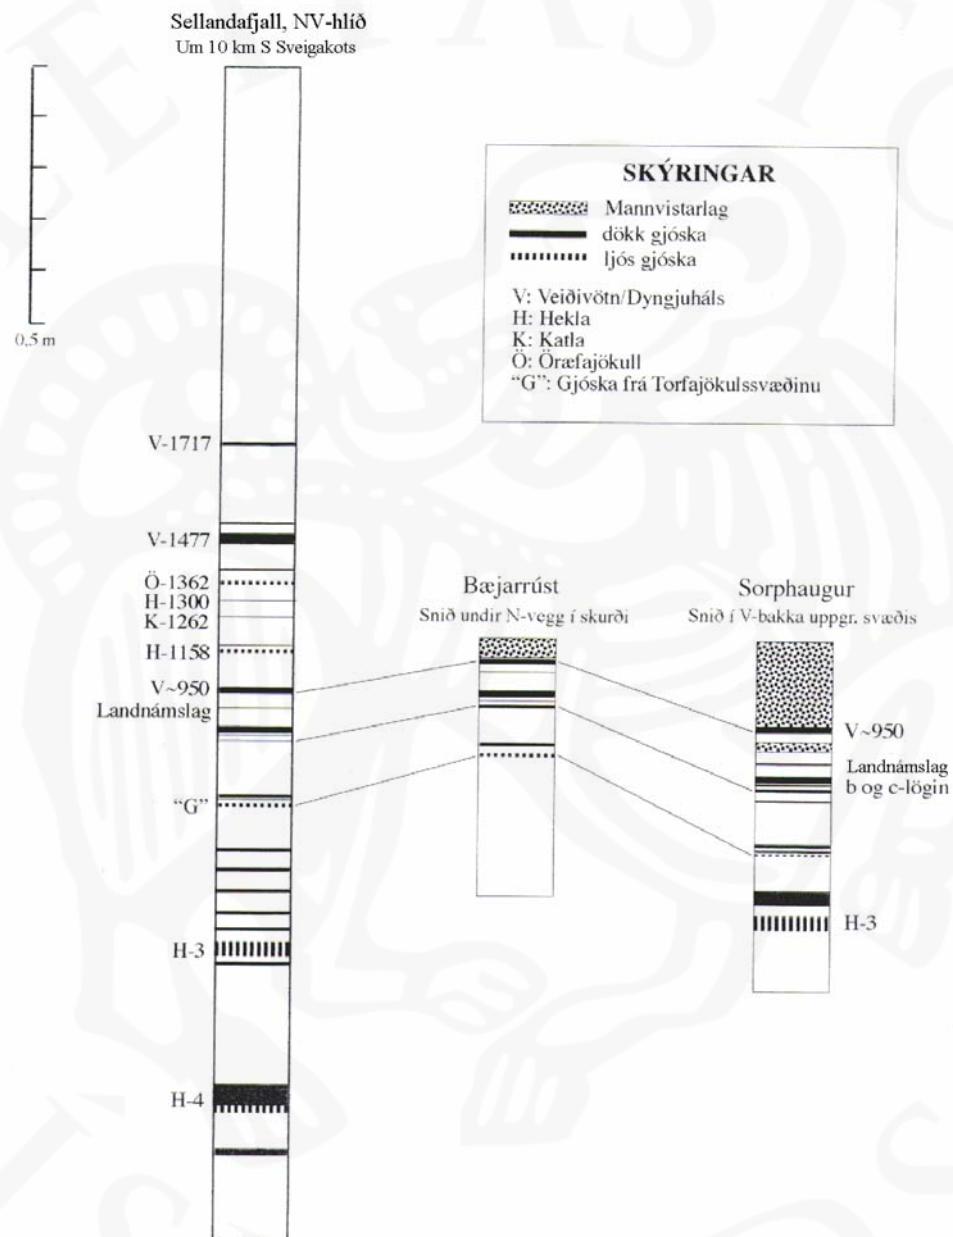 Sellandafjall, NV-hlíð
Um 10 km S Sveigakots
0.5 m
V-1717
V-1477
Ö-1362
H-1300
K-1262
H-1158
V~950
Landnámslag
“G”
H-3
H-4
SKÝRINGAR
Mannvistarlag
dökk gjóska
ljós gjóska
V: Veiðivötn/Dyngjuháls
H: Hekla
K: Katla
Ö: Öræfajökull
“G”: Gjóska frá Torfajökulssvæðinu
Bæjarrúst
Snið undir N-vegg í skurði
Sorphaugur
Snið í V-bakka uppgr. svæðis
V~950
Landnámslag
b og c-lögin
H-3